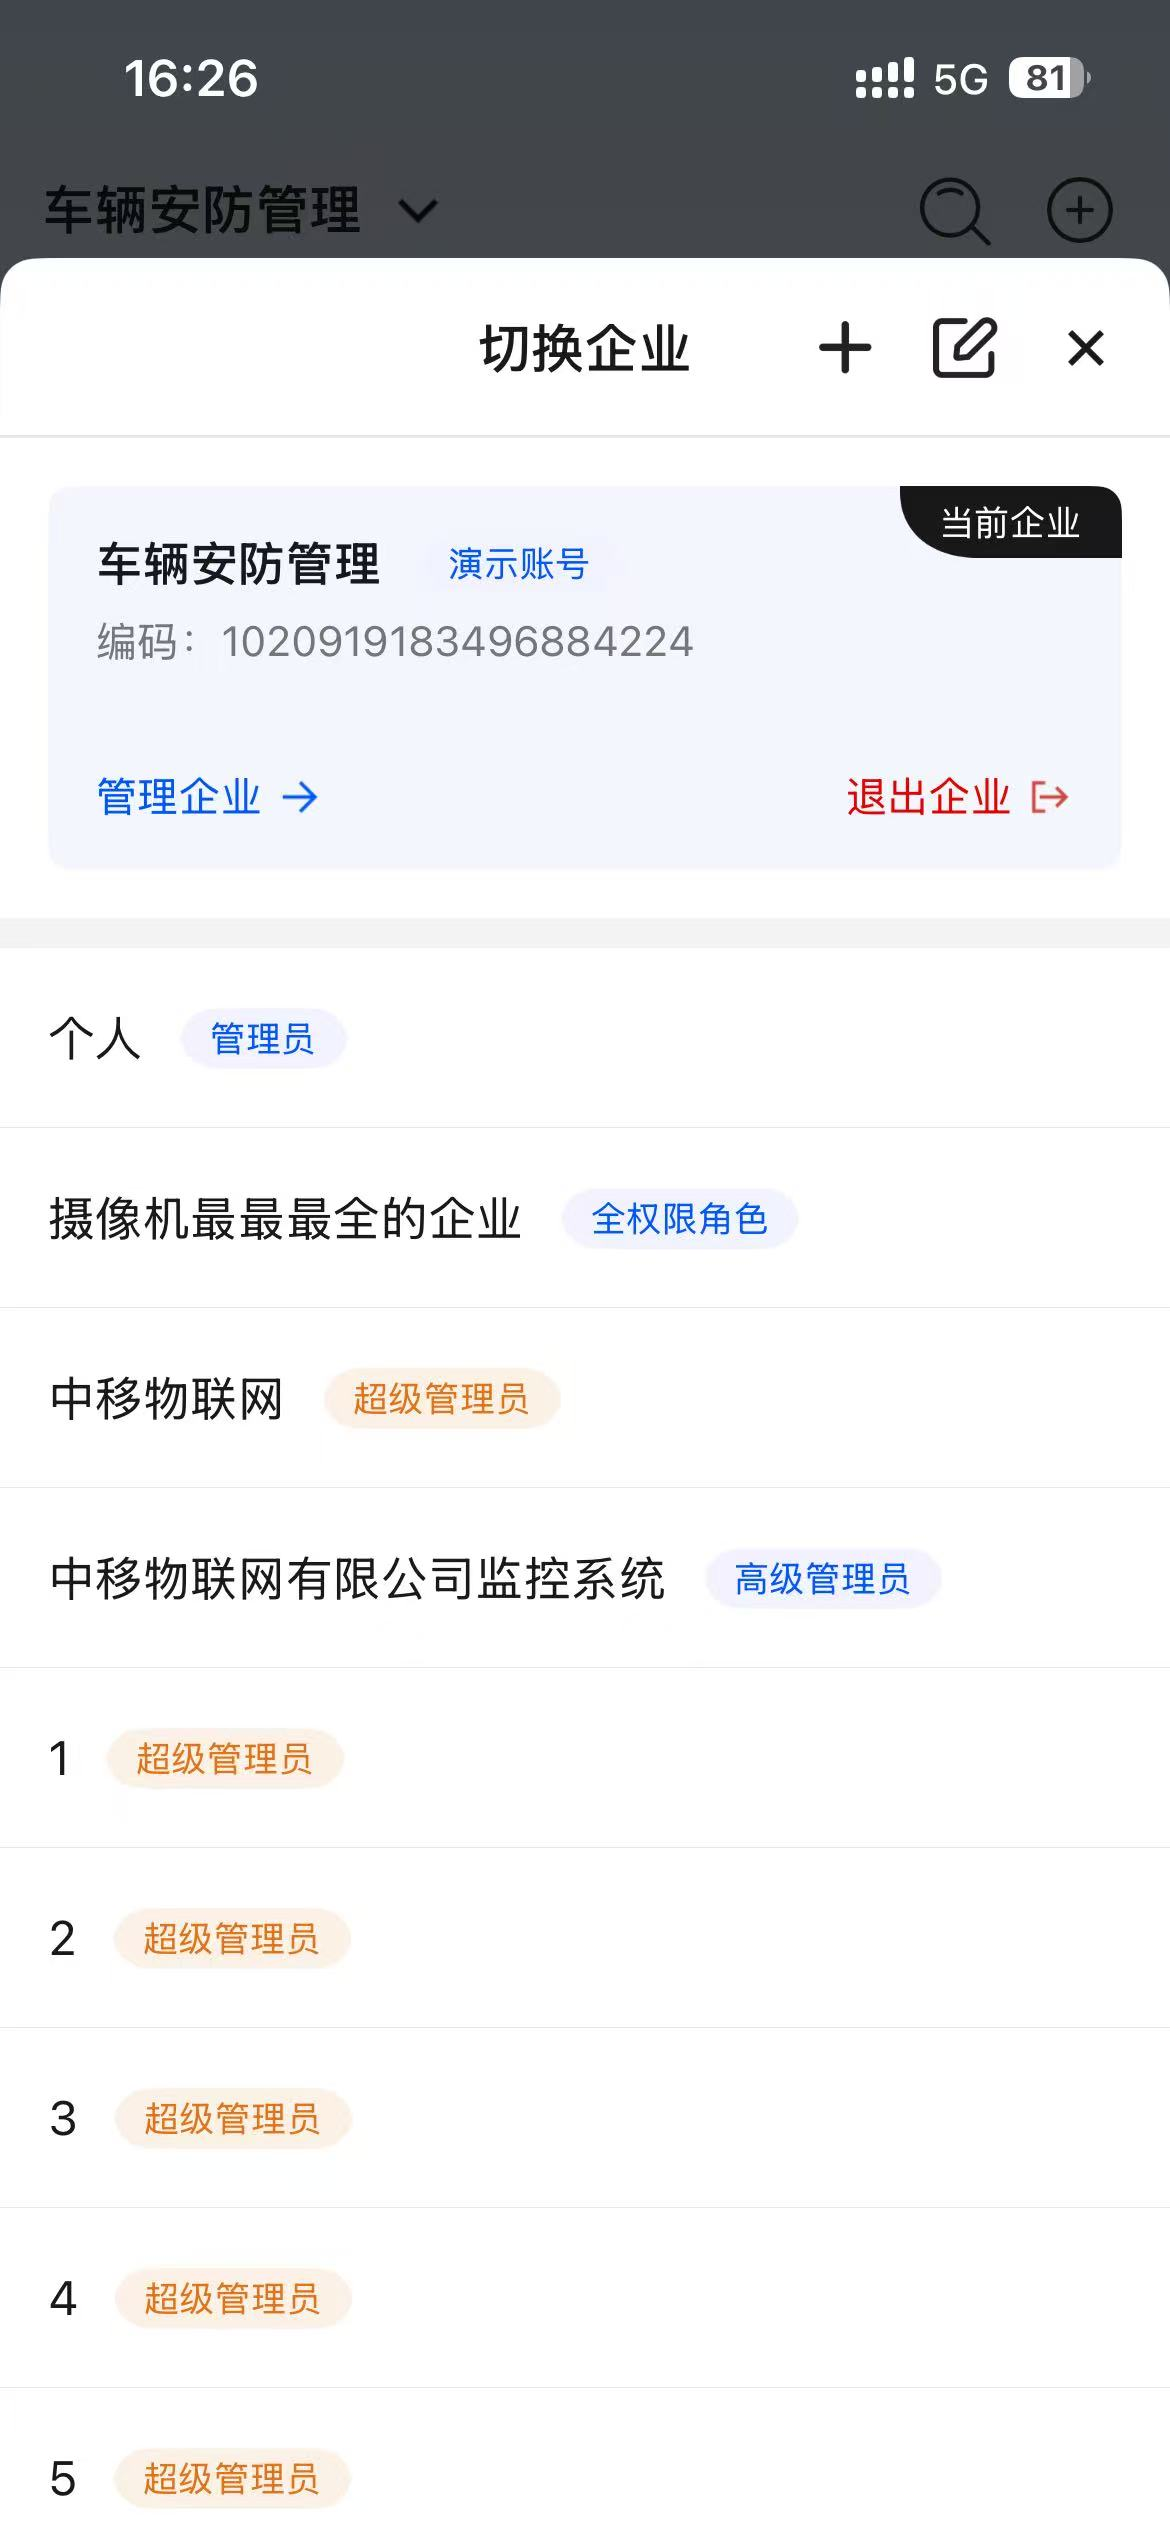 16:26 5G 81
车辆安防管理
切换企业
当前企业
车辆安防管理 演示账号
编码：1020919183496884224
管理企业 退出企业
个人 管理员
摄像机最最最全的企业 全权限角色
中移物联网 超级管理员
中移物联网有限公司监控系统 高级管理员
1 超级管理员
2 超级管理员
3 超级管理员
4 超级管理员
5 超级管理员